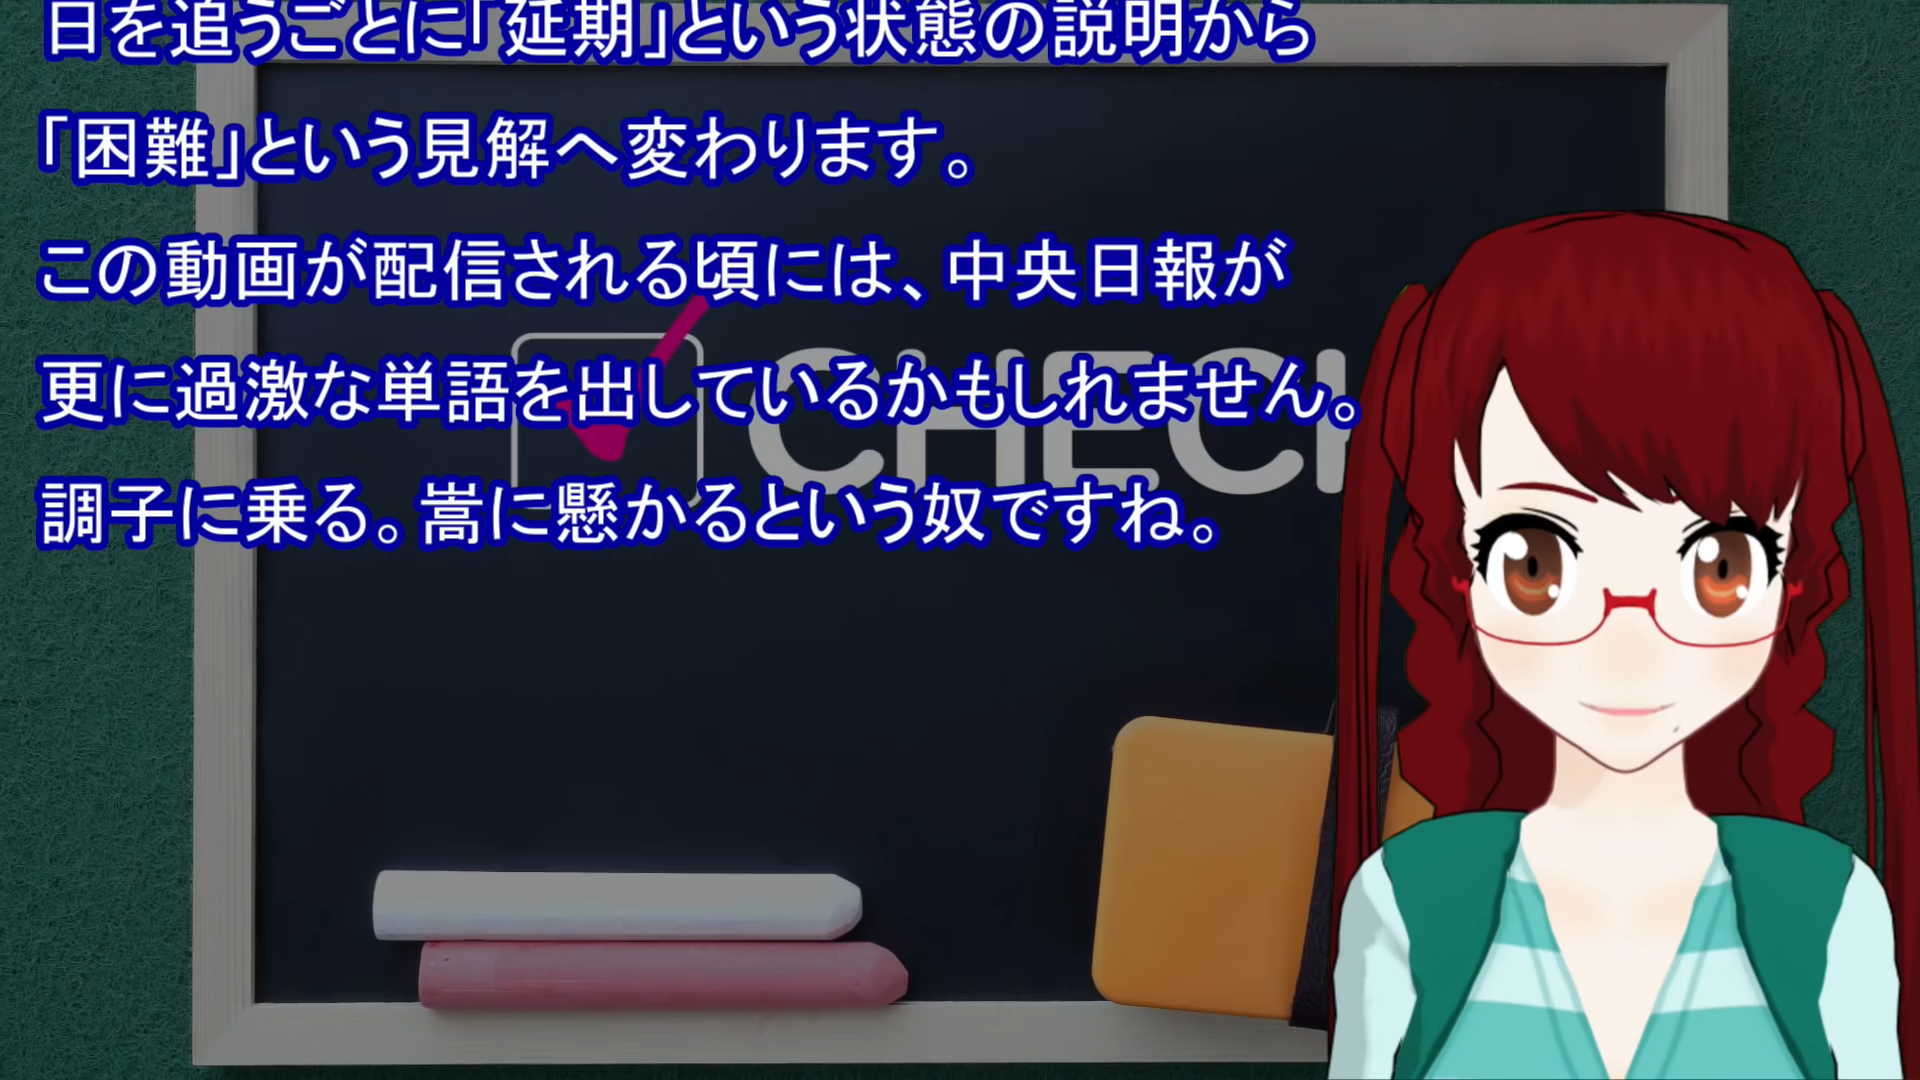 日を追うごとに「延期」という状態の説明から
「困難」という見解へ変わります。
この動画が配信される頃には、中央日報が
更に過激な単語を出しているかもしれません。
CHECK
調子に乗る。嵩に懸かるという奴ですね。